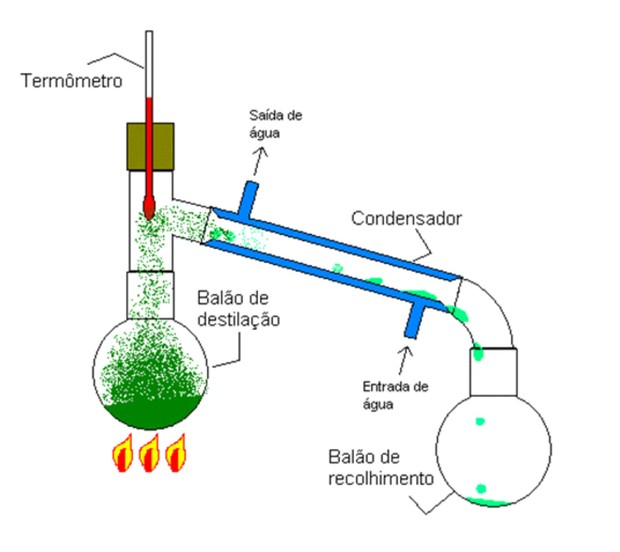 Termômetro
Saída de
água
Condensador
Balão de
destilação
Entrada de
água
Balão de
recolhimento